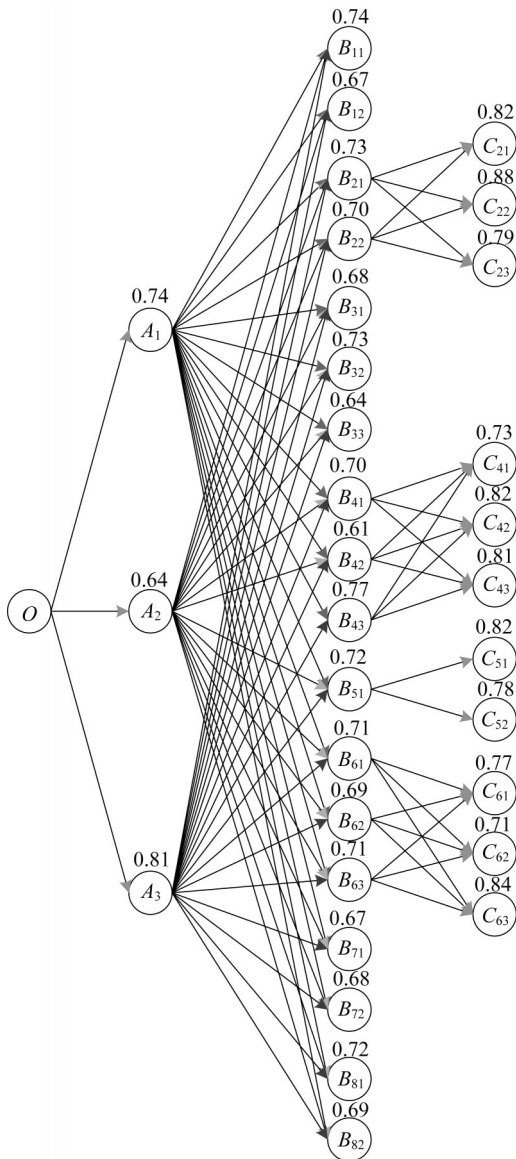 O
0.74
A₁
0.64
A₂
0.81
A₃
0.74
B₁₁
0.67
B₁₂
0.73
B₂₁
0.70
B₂₂
0.68
B₃₁
0.73
B₃₂
0.64
B₃₃
0.70
B₄₁
0.61
B₄₂
0.77
B₄₃
0.72
B₅₁
0.71
B₆₁
0.69
B₆₂
0.71
B₆₃
0.67
B₇₁
0.68
B₇₂
0.72
B₈₁
0.69
B₈₂
0.82
C₂₁
0.88
C₂₂
0.79
C₂₃
0.73
C₄₁
0.82
C₄₂
0.81
C₄₃
0.82
C₅₁
0.78
C₅₂
0.77
C₆₁
0.71
C₆₂
0.84
C₆₃